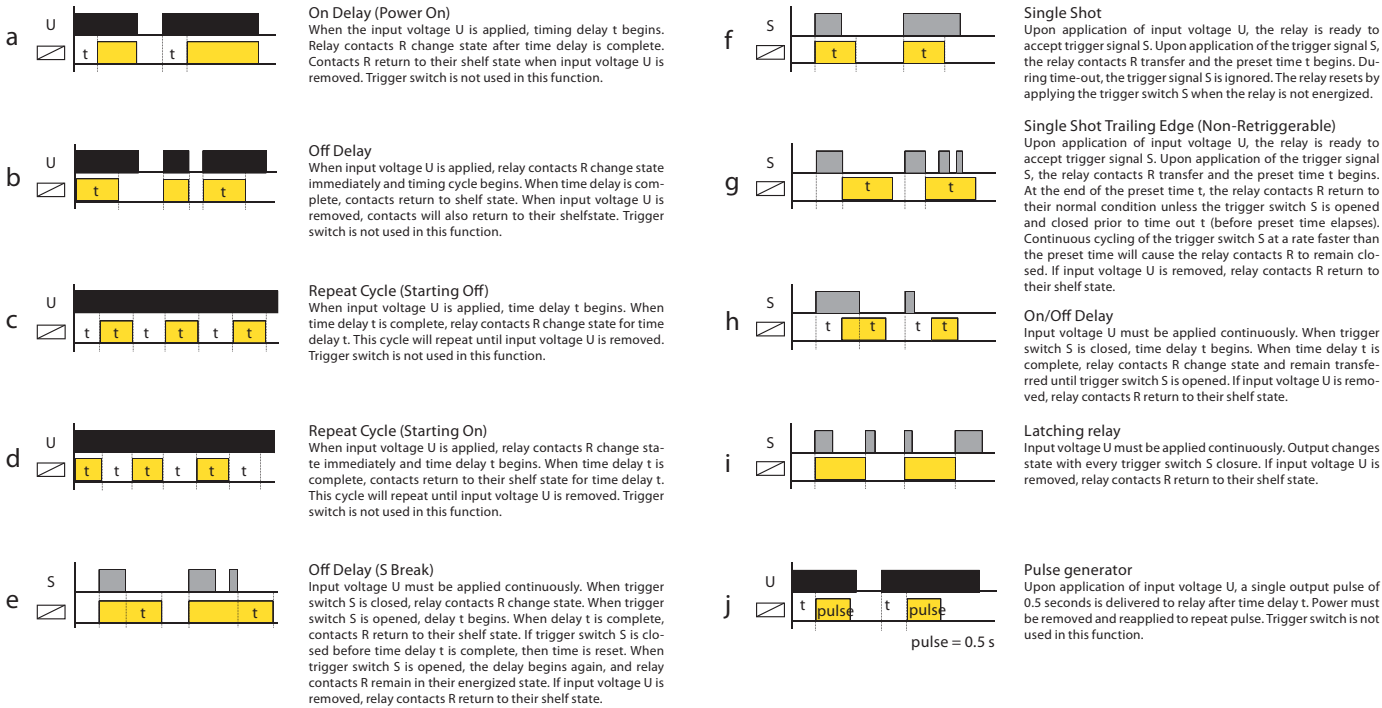 a
U
t
t
On Delay (Power On)
When the input voltage U is applied, timing delay t begins.
Relay contacts R change state after time delay is complete.
Contacts R return to their shelf state when input voltage U is
removed. Trigger switch is not used in this function.
b
U
t
t
Off Delay
When input voltage U is applied, relay contacts R change state
immediately and timing cycle begins. When time delay is com-
plete, contacts return to shelf state. When input voltage U is
removed, contacts will also return to their shelfstate. Trigger
switch is not used in this function.
c
U
t t t t t t
Repeat Cycle (Starting Off)
When input voltage U is applied, time delay t begins. When
time delay t is complete, relay contacts R change state for time
delay t. This cycle will repeat until input voltage U is removed.
Trigger switch is not used in this function.
d
U
t t t t t t
Repeat Cycle (Starting On)
When input voltage U is applied, relay contacts R change sta-
te immediately and time delay t begins. When time delay t is
complete, contacts return to their shelf state for time delay t.
This cycle will repeat until input voltage U is removed. Trigger
switch is not used in this function.
e
S
t
t
Off Delay (S Break)
Input voltage U must be applied continuously. When trigger
switch S is closed, relay contacts R change state. When trigger
switch S is opened, delay t begins. When delay t is complete,
contacts R return to their shelf state. If trigger switch S is clo-
sed before time delay t is complete, then time is reset. When
trigger switch S is opened, the delay begins again, and relay
contacts R remain in their energized state. If input voltage U is
removed, relay contacts R return to their shelf state.
f
S
t
t
Single Shot
Upon application of input voltage U, the relay is ready to
accept trigger signal S. Upon application of the trigger signal S,
the relay contacts R transfer and the preset time t begins. Du-
ring time-out, the trigger signal S is ignored. The relay resets by
applying the trigger switch S when the relay is not energized.
g
S
t
t
Single Shot Trailing Edge (Non-Retriggerable)
Upon application of input voltage U, the relay is ready to
accept trigger signal S. Upon application of the trigger signal
S, the relay contacts R transfer and the preset time t begins.
At the end of the preset time t, the relay contacts R return to
their normal condition unless the trigger switch S is opened
and closed prior to time out t (before preset time elapses).
Continuous cycling of the trigger switch S at a rate faster than
the preset time will cause the relay contacts R to remain clo-
sed. If input voltage U is removed, relay contacts R return to
their shelf state.
h
S
t t t t
On/Off Delay
Input voltage U must be applied continuously. When trigger
switch S is closed, time delay t begins. When time delay t is
complete, relay contacts R change state and remain transfe-
rred until trigger switch S is opened. If input voltage U is remo-
ved, relay contacts R return to their shelf state.
i
S
Latching relay
Input voltage U must be applied continuously. Output changes
state with every trigger switch S closure. If input voltage U is
removed, relay contacts R return to their shelf state.
j
U
t pulse t pulse
pulse = 0.5 s
Pulse generator
Upon application of input voltage U, a single output pulse of
0.5 seconds is delivered to relay after time delay t. Power must
be removed and reapplied to repeat pulse. Trigger switch is not
used in this function.